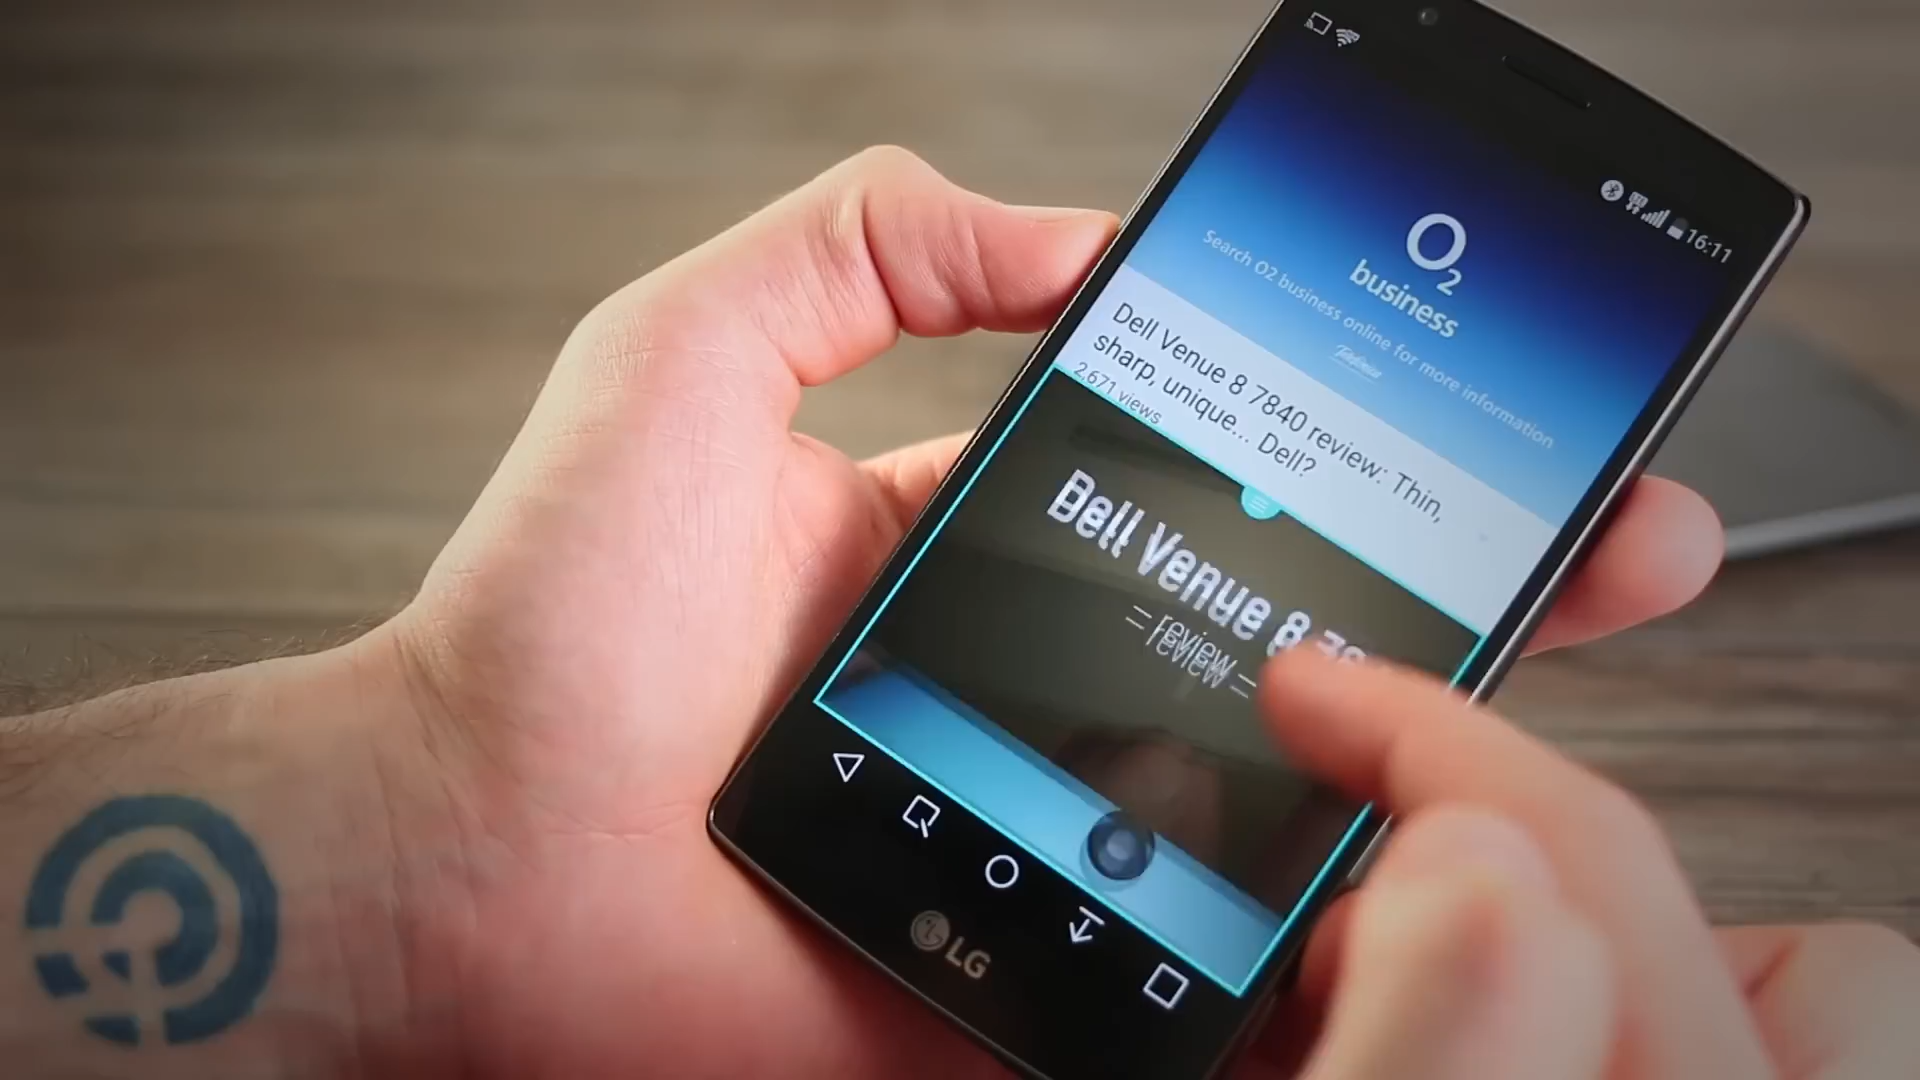 16:11
O2
business
Search O2 business online for more information
Telefonica
Dell Venue 8 7840 review: Thin,
sharp, unique... Dell?
2,671 views
Dell Venue 8
review
LG